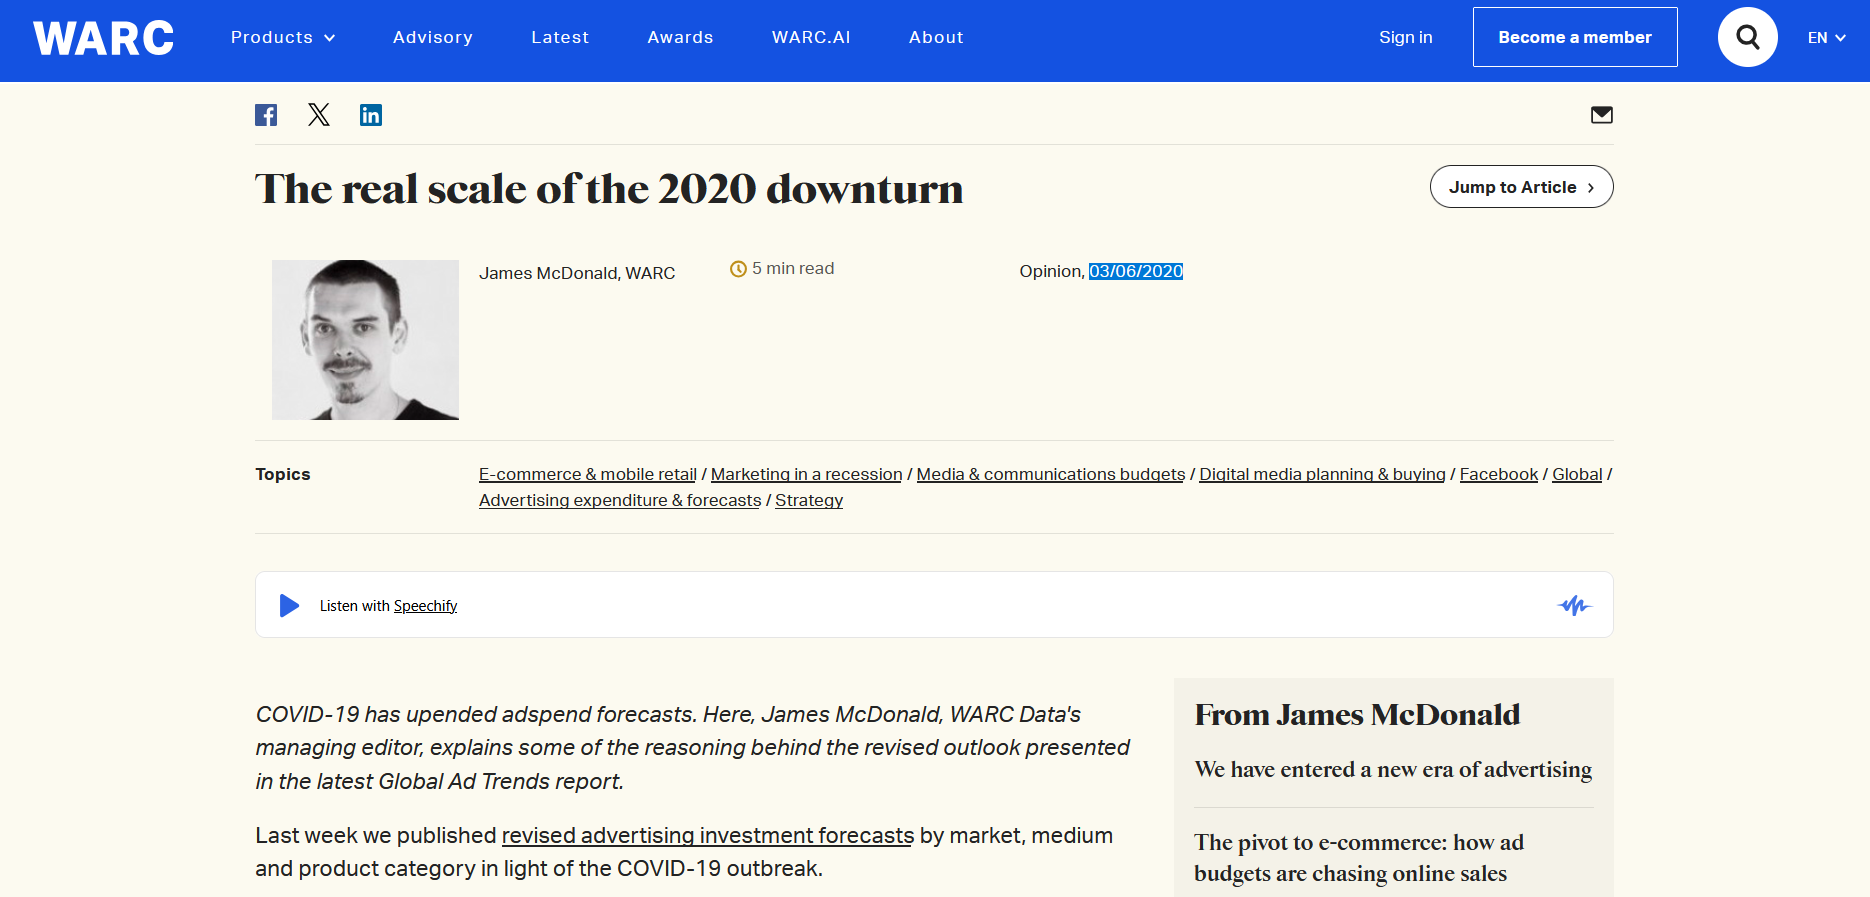 WARC Products Advisory Latest Awards WARC.AI About Sign in Become a member EN
The real scale of the 2020 downturn
Jump to Article
James McDonald, WARC
5 min read
Opinion, 03/06/2020
Topics
E-commerce & mobile retail / Marketing in a recession / Media & communications budgets / Digital media planning & buying / Facebook / Global /
Advertising expenditure & forecasts / Strategy
Listen with Speechify
COVID-19 has upended adspend forecasts. Here, James McDonald, WARC Data's
managing editor, explains some of the reasoning behind the revised outlook presented
in the latest Global Ad Trends report.
Last week we published revised advertising investment forecasts by market, medium
and product category in light of the COVID-19 outbreak.
From James McDonald
We have entered a new era of advertising
The pivot to e-commerce: how ad
budgets are chasing online sales